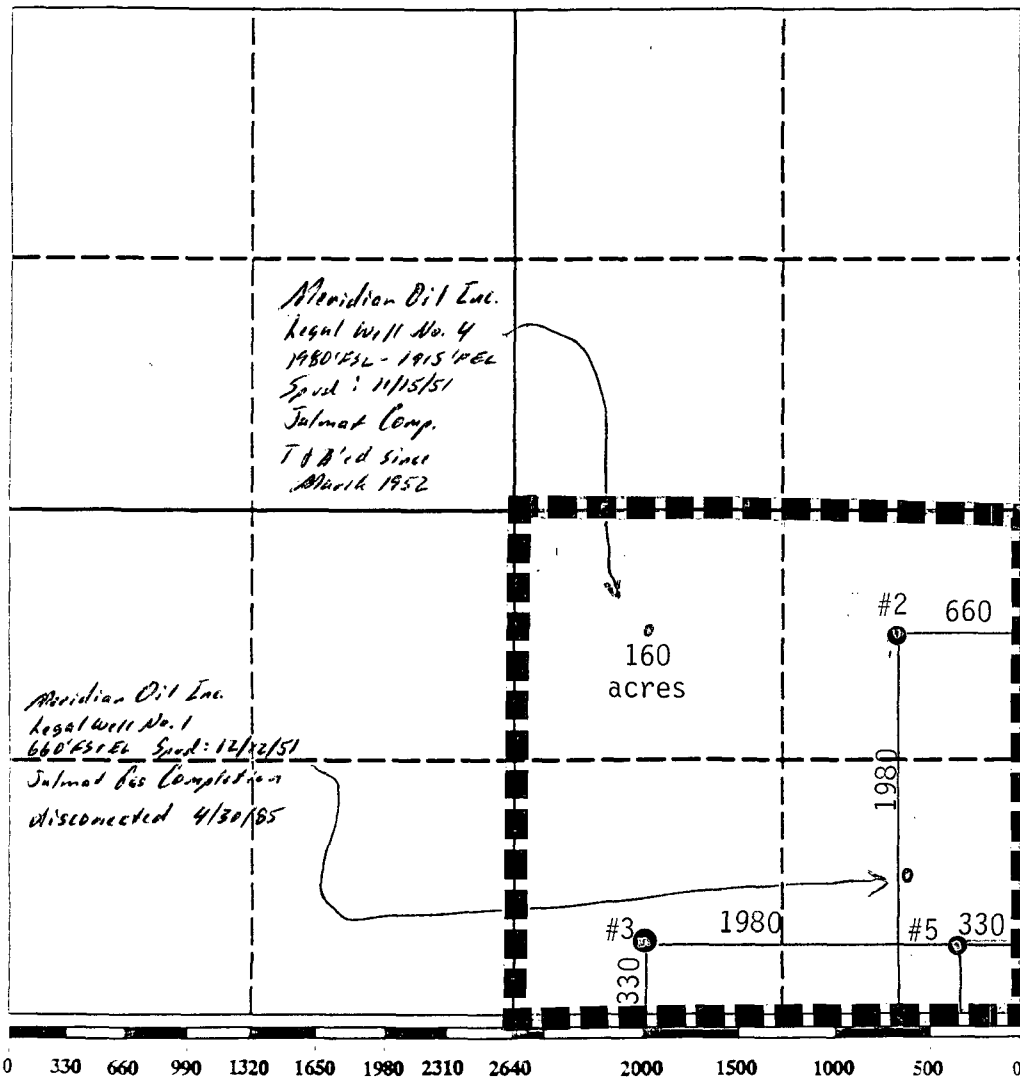 Meridian Oil Inc.
Legal Well No. 4
1980'FSL - 1915'FEL
Spud: 11/15/51
Jalmat Comp.
T&A'ed since
March 1952
#2 660
160
acres
Meridian Oil Inc.
Legal Well No. 1
660'FS&EL Spud: 12/22/51
Jalmat Gas Completion
disconected 4/30/85
1980
#3 1980 #5 330
330
0 330 660 990 1320 1650 1980 2310 2640 2000 1500 1000 500 0